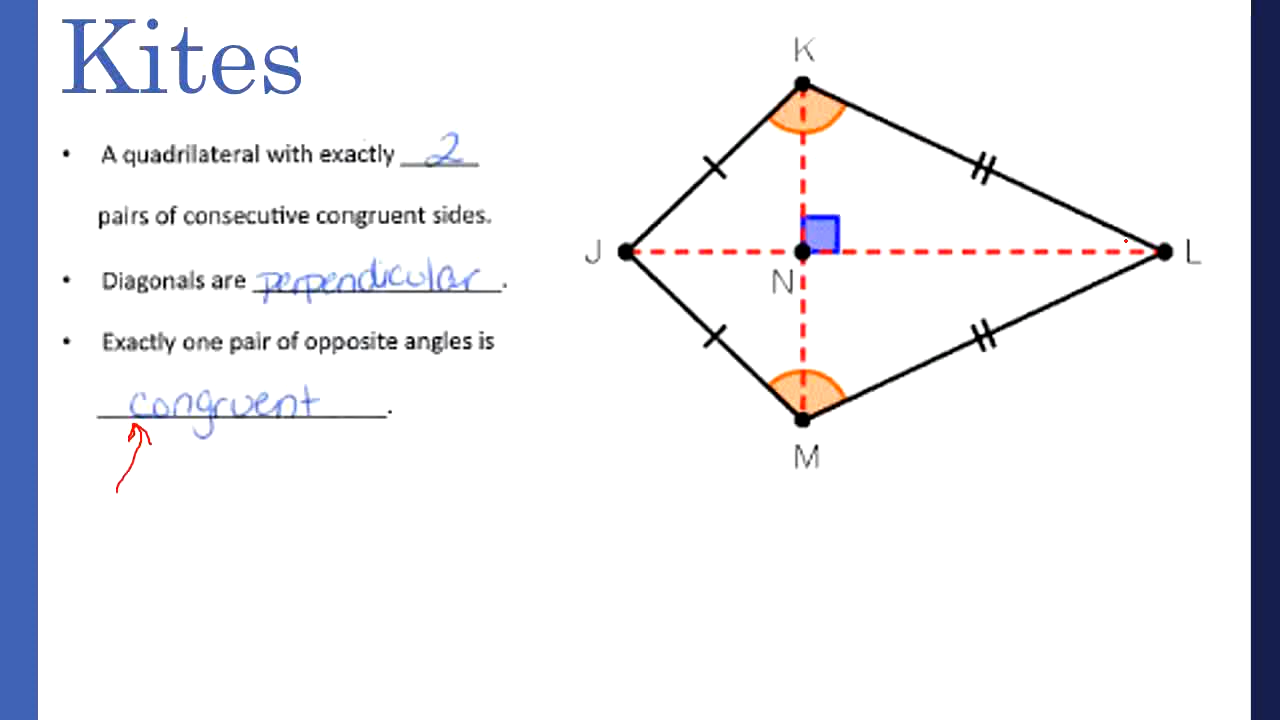 Kites
• A quadrilateral with exactly 2
pairs of consecutive congruent sides.
• Diagonals are perpendicular.
• Exactly one pair of opposite angles is
congruent.
K
J
N
L
M